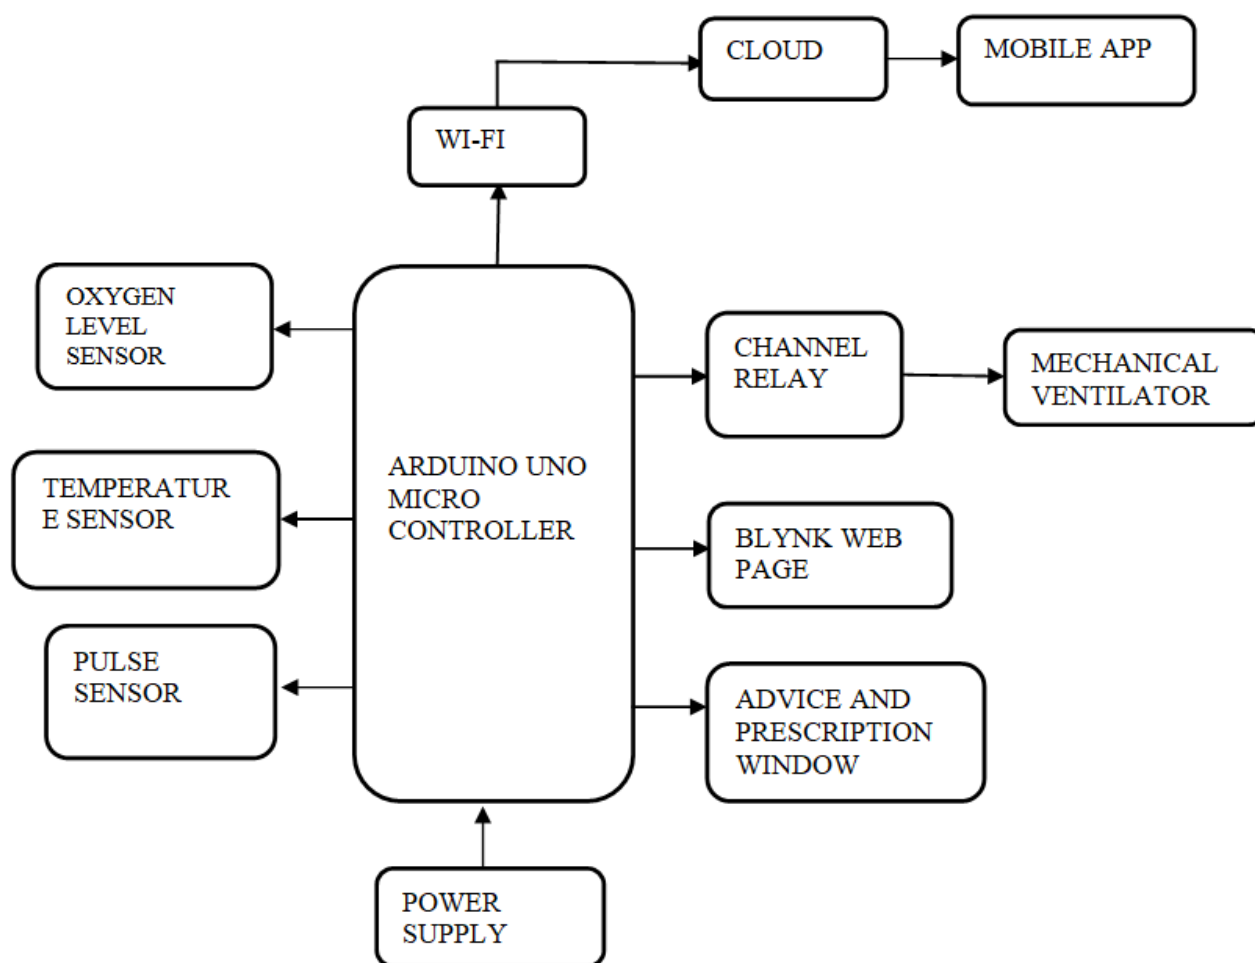 CLOUD
MOBILE APP
WI-FI
OXYGEN
LEVEL
SENSOR
CHANNEL
RELAY
MECHANICAL
VENTILATOR
ARDUINO UNO
MICRO
CONTROLLER
TEMPERATUR
E SENSOR
BLYNK WEB
PAGE
PULSE
SENSOR
ADVICE AND
PRESCRIPTION
WINDOW
POWER
SUPPLY